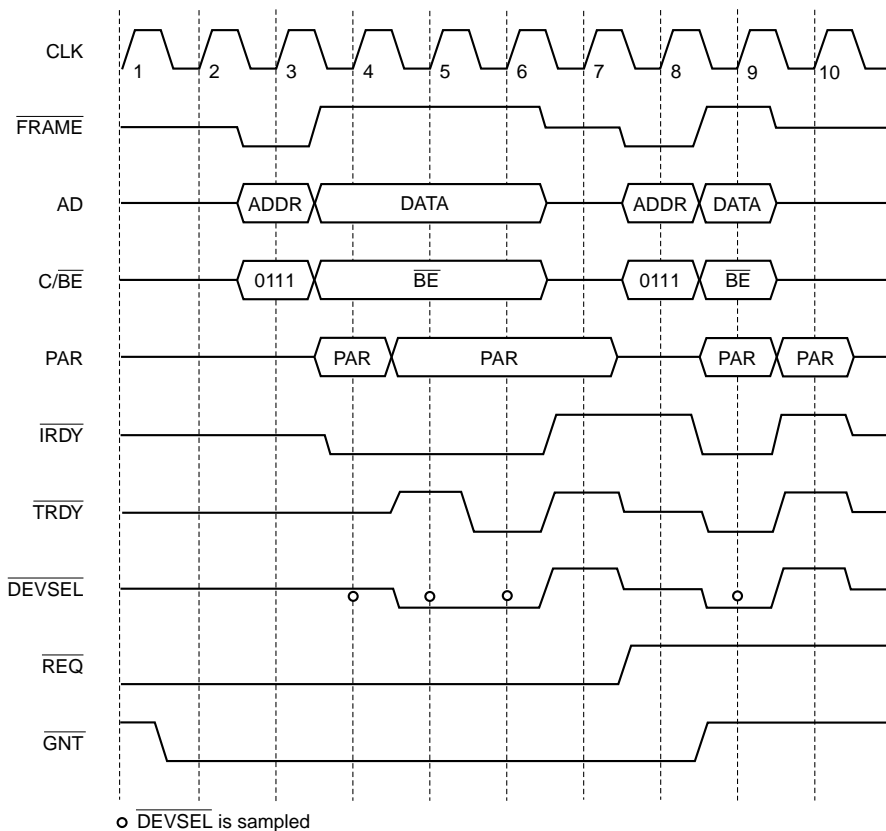 CLK
1 2 3 4 5 6 7 8 9 10
FRAME
AD ADDR DATA ADDR DATA
C/BE 0111 BE 0111 BE
PAR PAR PAR PAR PAR
IRDY
TRDY
DEVSEL
REQ
GNT
DEVSEL is sampled